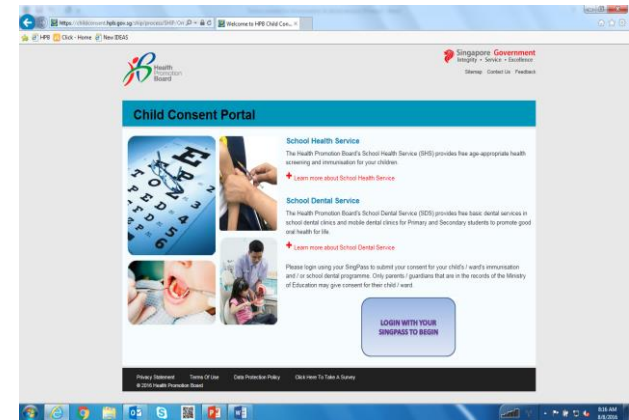 Welcome to HPB Child Con...
HPB Click - Home New IDEAS
Health
Promotion
Board
Singapore Government
Integrity • Service • Excellence
Sitemap Contact Us Feedback
Child Consent Portal
School Health Service
The Health Promotion Board's School Health Service (SHS) provides free age-appropriate health
screening and immunisation for your children
Learn more about School Health Service
School Dental Service
The Health Promotion Board's School Dental Service (SDS) provides free basic dental services in
school dental clinics and mobile dental clinics for Primary and Secondary students to promote good
oral health for life.
Learn more about School Dental Service
Please login using your SingPass to submit your consent for your child's / ward's immunisation
and / or school dental programme. Only parents / guardians that are in the records of the Ministry
of Education may give consent for their child / ward.
LOGIN WITH YOUR
SINGPASS TO BEGIN
Privacy Statement Terms Of Use Data Protection Policy Click Here To Take A Survey
© 2016 Health Promotion Board
8:16 AM
8/8/2016